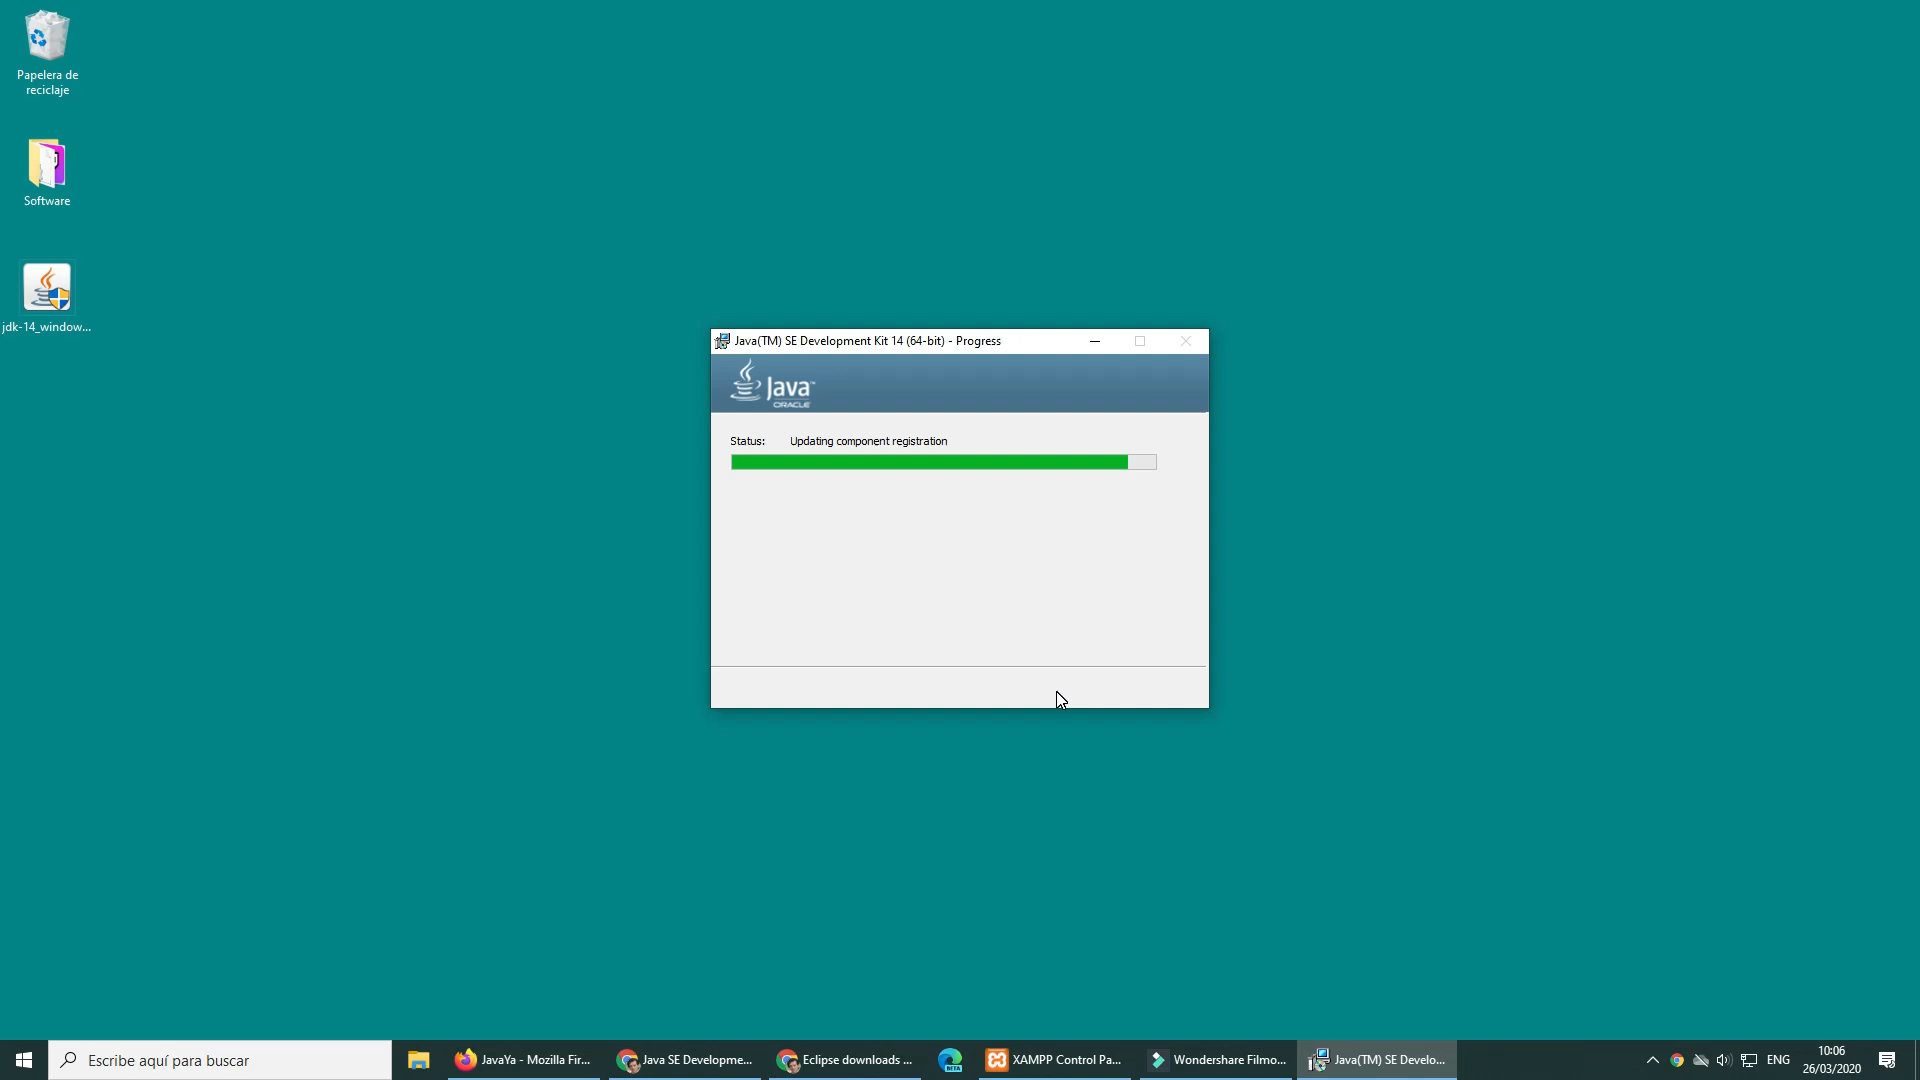 Papelera de
reciclaje
Software
jdk-14_window...
Java(TM) SE Development Kit 14 (64-bit) - Progress
Java™
ORACLE
Status: Updating component registration
Escribe aquí para buscar
JavaYa - Mozilla Fir...
Java SE Developme...
Eclipse downloads ...
BETA
XAMPP Control Pa...
Wondershare Filmo...
Java(TM) SE Develo...
ENG
10:06
26/03/2020